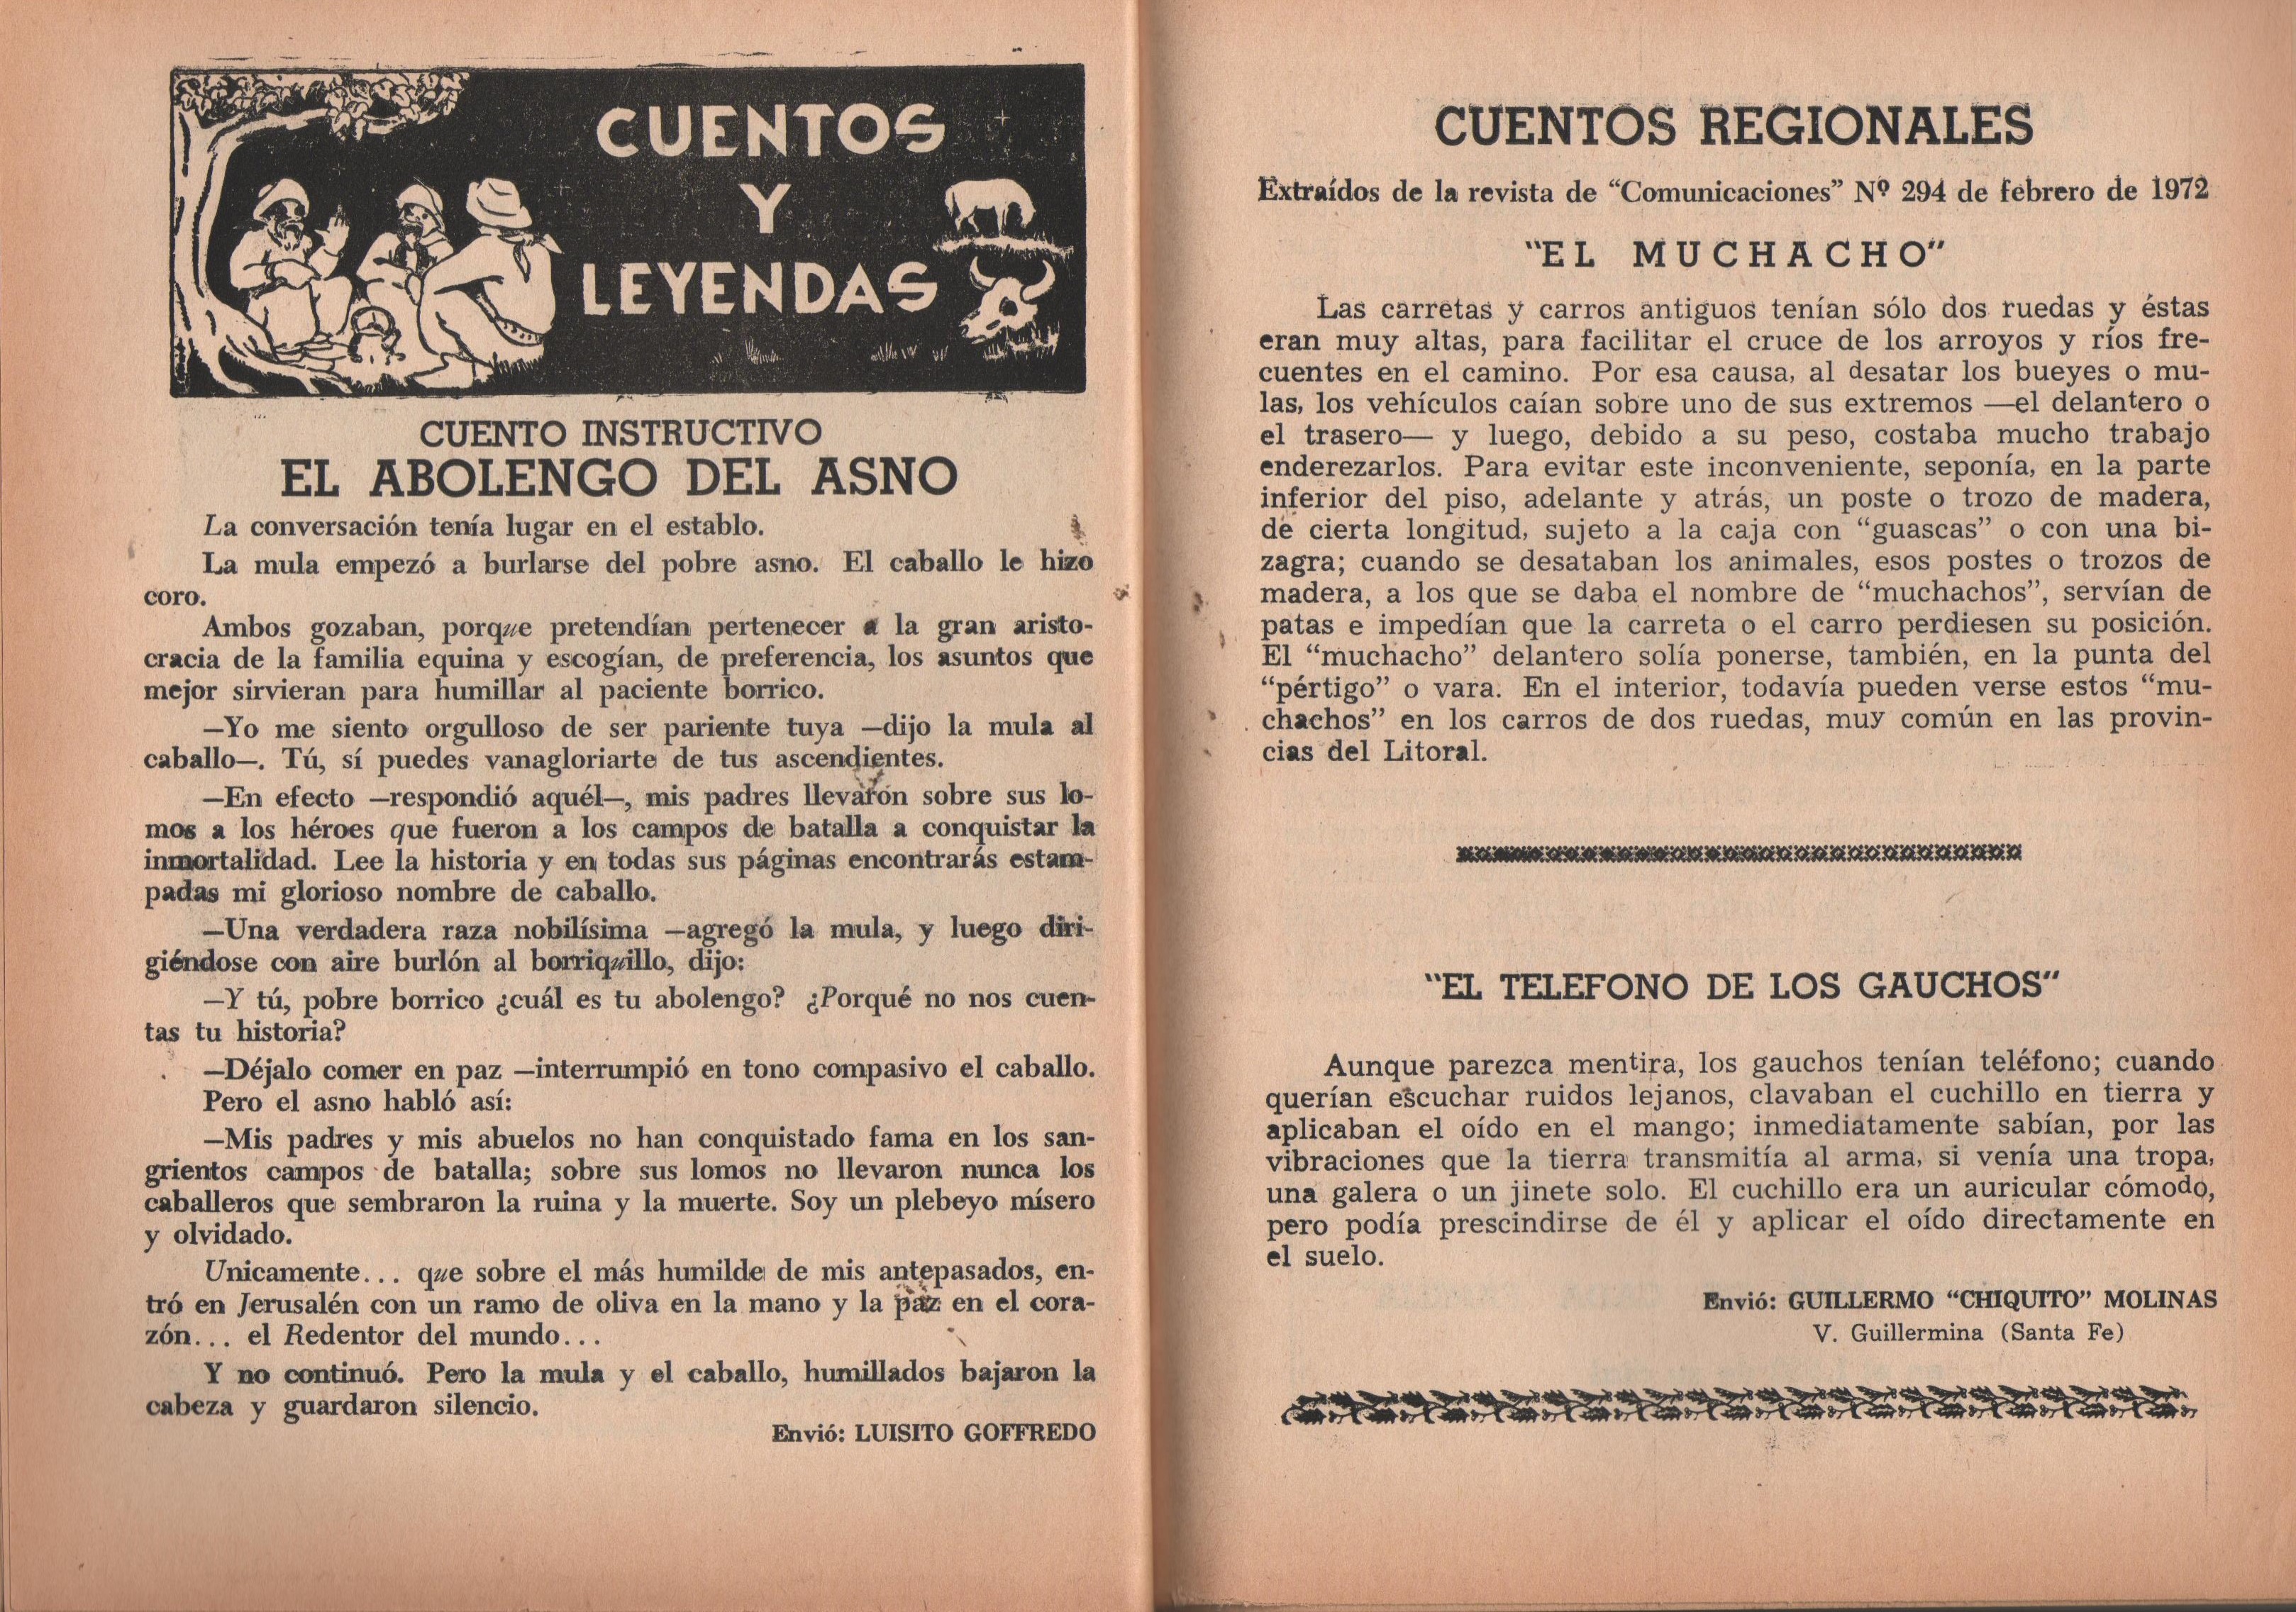 CUENTOS
Y
LEYENDAS
CUENTO INSTRUCTIVO
EL ABOLENGO DEL ASNO
La conversación tenía lugar en el establo.
La mula empezó a burlarse del pobre asno. El caballo le hizo
coro.
Ambos gozaban, porque pretendían pertenecer a la gran aristo-
cracia de la familia equina y escogían, de preferencia, los asuntos que
mejor sirvieran para humillar al paciente borrico.
—Yo me siento orgulloso de ser pariente tuya —dijo la mula al
caballo—. Tú, sí puedes vanagloriarte de tus ascendientes.
—En efecto —respondió aquél—, mis padres llevaron sobre sus lo-
mos a los héroes que fueron a los campos de batalla a conquistar la
inmortalidad. Lee la historia y en todas sus páginas encontrarás estam-
padas mi glorioso nombre de caballo.
—Una verdadera raza nobilísima —agregó la mula, y luego diri-
giéndose con aire burlón al borriquillo, dijo:
—Y tú, pobre borrico ¿cuál es tu abolengo? ¿Porqué no nos cuen-
tas tu historia?
—Déjalo comer en paz —interrumpió en tono compasivo el caballo.
Pero el asno habló así:
—Mis padres y mis abuelos no han conquistado fama en los san-
grientos campos de batalla; sobre sus lomos no llevaron nunca los
caballeros que sembraron la ruina y la muerte. Soy un plebeyo mísero
y olvidado.
Unicamente... que sobre el más humilde de mis antepasados, en-
tró en Jerusalén con un ramo de oliva en la mano y la paz en el cora-
zón... el Redentor del mundo...
Y no continuó. Pero la mula y el caballo, humillados bajaron la
cabeza y guardaron silencio.
Envió: LUISITO GOFFREDO
CUENTOS REGIONALES
Extraídos de la revista de “Comunicaciones” Nº 294 de febrero de 1972
“EL MUCHACHO”
Las carretas y carros antiguos tenían sólo dos ruedas y éstas
eran muy altas, para facilitar el cruce de los arroyos y ríos fre-
cuentes en el camino. Por esa causa, al desatar los bueyes o mu-
las, los vehículos caían sobre uno de sus extremos —el delantero o
el trasero— y luego, debido a su peso, costaba mucho trabajo
enderezarlos. Para evitar este inconveniente, seponía, en la parte
inferior del piso, adelante y atrás, un poste o trozo de madera,
de cierta longitud, sujeto a la caja con “guascas” o con una bi-
zagra; cuando se desataban los animales, esos postes o trozos de
madera, a los que se daba el nombre de “muchachos”, servían de
patas e impedían que la carreta o el carro perdiesen su posición.
El “muchacho” delantero solía ponerse, también, en la punta del
“pértigo” o vara. En el interior, todavía pueden verse estos “mu-
chachos” en los carros de dos ruedas, muy común en las provin-
cias del Litoral.
“EL TELEFONO DE LOS GAUCHOS”
Aunque parezca mentira, los gauchos tenían teléfono; cuando
querían escuchar ruidos lejanos, clavaban el cuchillo en tierra y
aplicaban el oído en el mango; inmediatamente sabían, por las
vibraciones que la tierra transmitía al arma, si venía una tropa,
una galera o un jinete solo. El cuchillo era un auricular cómodo,
pero podía prescindirse de él y aplicar el oído directamente en
el suelo.
Envió: GUILLERMO “CHIQUITO” MOLINAS
V. Guillermina (Santa Fe)